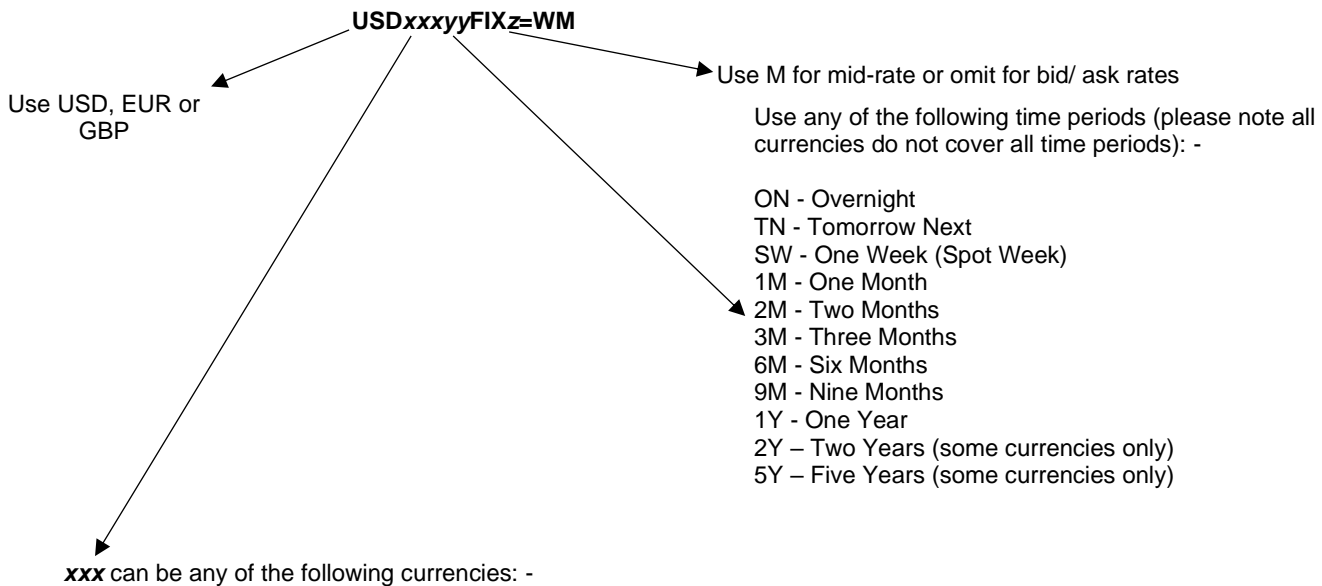 USDxxxyyFIXz=WM
Use M for mid-rate or omit for bid/ ask rates
Use USD, EUR or
GBP
Use any of the following time periods (please note all
currencies do not cover all time periods): -
ON - Overnight
TN - Tomorrow Next
SW - One Week (Spot Week)
1M - One Month
2M - Two Months
3M - Three Months
6M - Six Months
9M - Nine Months
1Y - One Year
2Y – Two Years (some currencies only)
5Y – Five Years (some currencies only)
xxx can be any of the following currencies: -